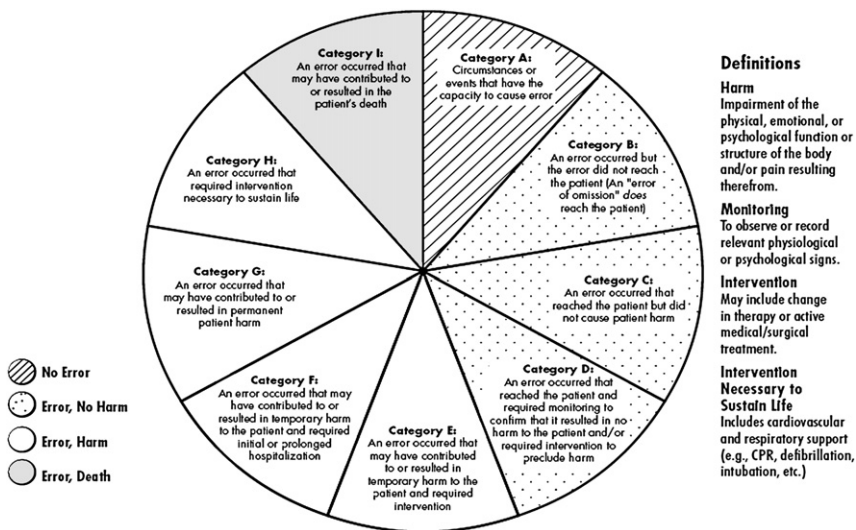 Category I:
An error occurred that
may have contributed to
or resulted in the
patient's death
Category A:
Circumstances or
events that have the
capacity to cause error
Category B:
An error occurred but
the error did not reach
the patient (An "error
of omission" does
reach the patient)
Category C:
An error occurred that
reached the patient but did
not cause patient harm
Category D:
An error occurred that
reached the patient and
required monitoring to
confirm that it resulted in no
harm to the patient and/or
required intervention to
preclude harm
Category E:
An error occurred that
may have contributed
to or resulted in
temporary harm to the
patient and required
intervention
Category F:
An error occurred that may
have contributed to or
resulted in temporary harm
to the patient and required
initial or prolonged
hospitalization
Category G:
An error occurred that
may have contributed to or
resulted in permanent
patient harm
Category H:
An error occurred that
required intervention
necessary to sustain life
No Error
Error, No Harm
Error, Harm
Error, Death
Definitions
Harm
Impairment of the
physical, emotional, or
psychological function or
structure of the body
and/or pain resulting
therefrom.
Monitoring
To observe or record
relevant physiological
or psychological signs.
Intervention
May include change
in therapy or active
medical/surgical
treatment.
Intervention
Necessary to
Sustain Life
Includes cardiovascular
and respiratory support
(e.g., CPR, defibrillation,
intubation, etc.)